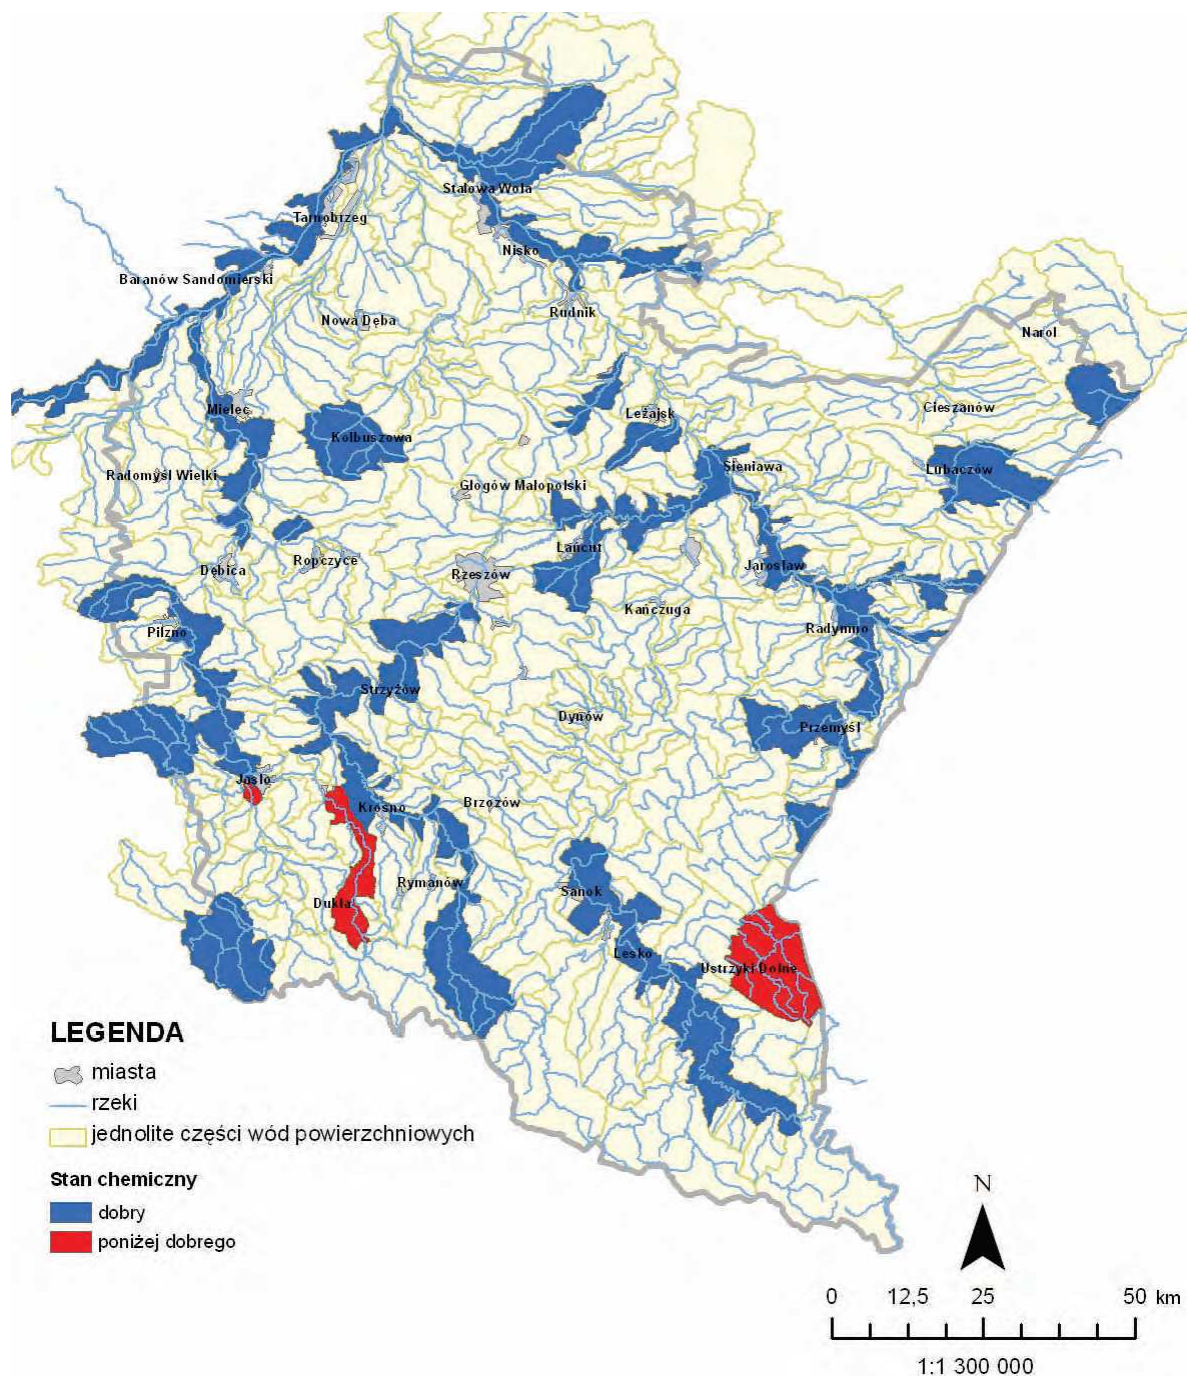 Stalowa Wola
Tarnobrzeg
Nisko
Baranów Sandomierski
Rudnik
Nowa Dęba
Narol
Mielec
Leżajsk
Cieszanów
Kolbuszowa
Sieniawa
Lubaczów
Radomyśl Wielki
Głogów Małopolski
Łańcut
Ropczyce
Jarosław
Dębica
Rzeszów
Kańczuga
Pilzno
Radymno
Strzyżów
Dynów
Przemyśl
Jasło
Krosno
Brzozów
Rymanów
Sanok
Dukla
Lesko
Ustrzyki Dolne
LEGENDA
miasta
rzeki
jednolite części wód powierzchniowych
Stan chemiczny
dobry
poniżej dobrego
N
0 12,5 25 50 km
1:1 300 000